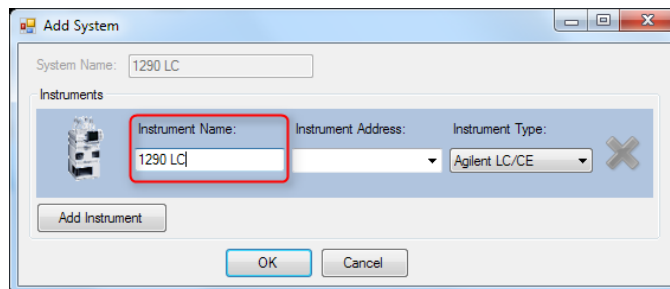 Add System
System Name: 1290 LC
Instruments
Instrument Name: Instrument Address: Instrument Type:
1290 LC Agilent LC/CE
Add Instrument
OK Cancel